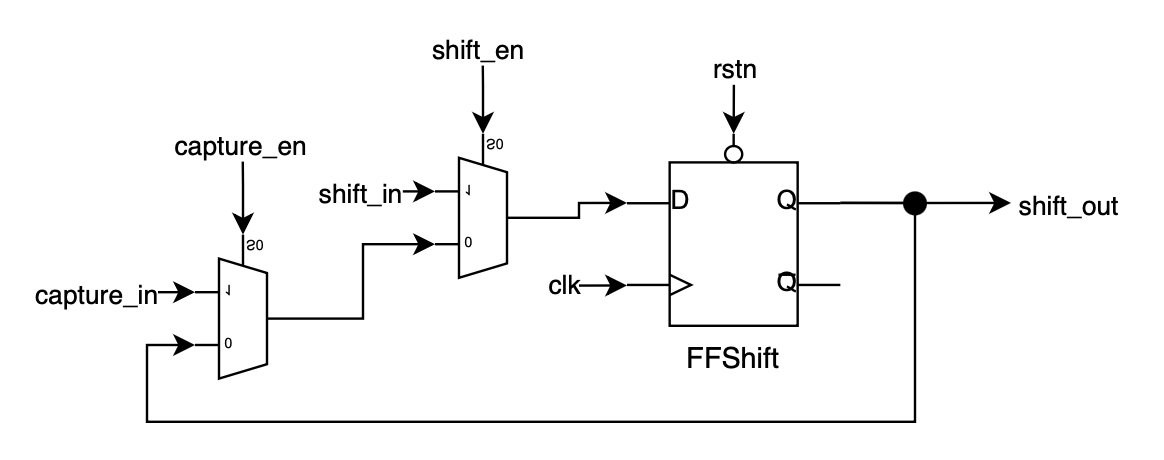 shift_en
rstn
capture_en
S0
shift_in
1
D
Q
shift_out
S0
0
capture_in
1
clk
Q̅
0
FFShift